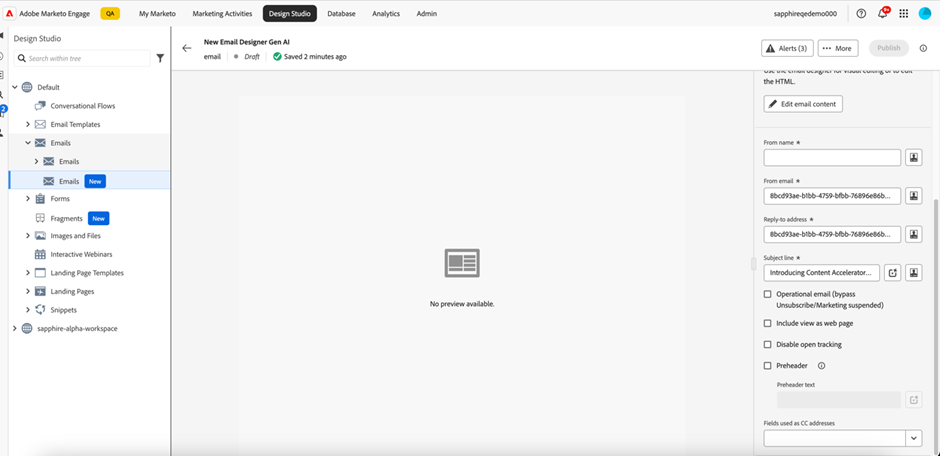 Adobe Marketo Engage QA My Marketo Marketing Activities Design Studio Database Analytics Admin sapphireqedemo000 9+
Design Studio
Search within tree
2
Default
Conversational Flows
Email Templates
Emails
Emails
Emails New
Forms
Fragments New
Images and Files
Interactive Webinars
Landing Page Templates
Landing Pages
Snippets
sapphire-alpha-workspace
New Email Designer Gen AI
email Draft Saved 2 minutes ago
Alerts (3) More Publish
No preview available.
Use the email designer for visual editing or to edit
the HTML.
Edit email content
From name *
From email *
8bcd93ae-b1bb-4759-bfbb-76896e86b...
Reply-to address *
8bcd93ae-b1bb-4759-bfbb-76896e86b...
Subject line *
Introducing Content Accelerator...
Operational email (bypass
Unsubscribe/Marketing suspended)
Include view as web page
Disable open tracking
Preheader
Preheader text
Fields used as CC addresses